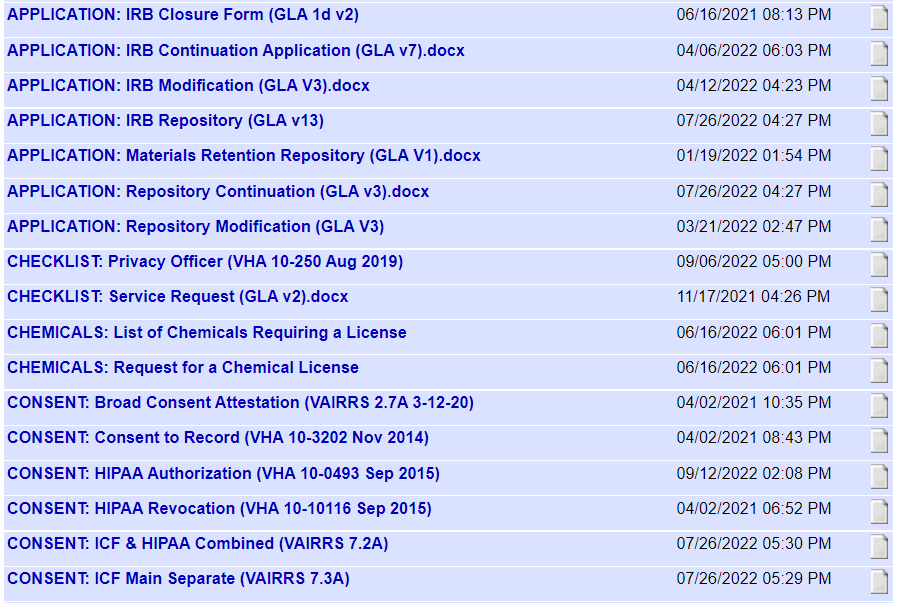 APPLICATION: IRB Closure Form (GLA 1d v2) 06/16/2021 08:13 PM
APPLICATION: IRB Continuation Application (GLA v7).docx 04/06/2022 06:03 PM
APPLICATION: IRB Modification (GLA V3).docx 04/12/2022 04:23 PM
APPLICATION: IRB Repository (GLA v13) 07/26/2022 04:27 PM
APPLICATION: Materials Retention Repository (GLA V1).docx 01/19/2022 01:54 PM
APPLICATION: Repository Continuation (GLA v3).docx 07/26/2022 04:27 PM
APPLICATION: Repository Modification (GLA V3) 03/21/2022 02:47 PM
CHECKLIST: Privacy Officer (VHA 10-250 Aug 2019) 09/06/2022 05:00 PM
CHECKLIST: Service Request (GLA v2).docx 11/17/2021 04:26 PM
CHEMICALS: List of Chemicals Requiring a License 06/16/2022 06:01 PM
CHEMICALS: Request for a Chemical License 06/16/2022 06:01 PM
CONSENT: Broad Consent Attestation (VAIRRS 2.7A 3-12-20) 04/02/2021 10:35 PM
CONSENT: Consent to Record (VHA 10-3202 Nov 2014) 04/02/2021 08:43 PM
CONSENT: HIPAA Authorization (VHA 10-0493 Sep 2015) 09/12/2022 02:08 PM
CONSENT: HIPAA Revocation (VHA 10-10116 Sep 2015) 04/02/2021 06:52 PM
CONSENT: ICF & HIPAA Combined (VAIRRS 7.2A) 07/26/2022 05:30 PM
CONSENT: ICF Main Separate (VAIRRS 7.3A) 07/26/2022 05:29 PM